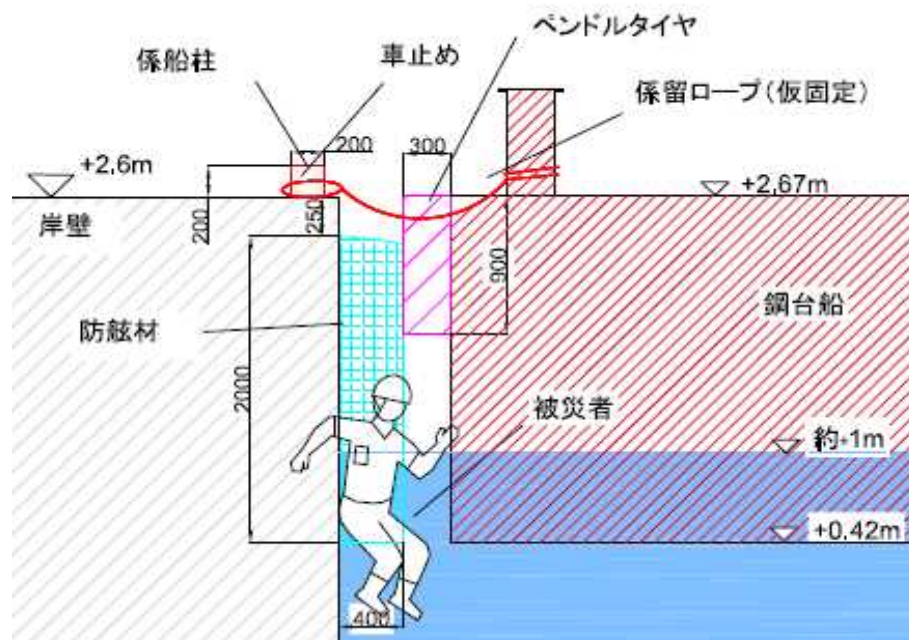 ペンドルタイヤ
係船柱
車止め
係留ロープ(仮固定)
200
300
+2,6m
+2,67m
岸壁
200
250
900
防舷材
鋼台船
2000
被災者
約+1m
+0.42m
400